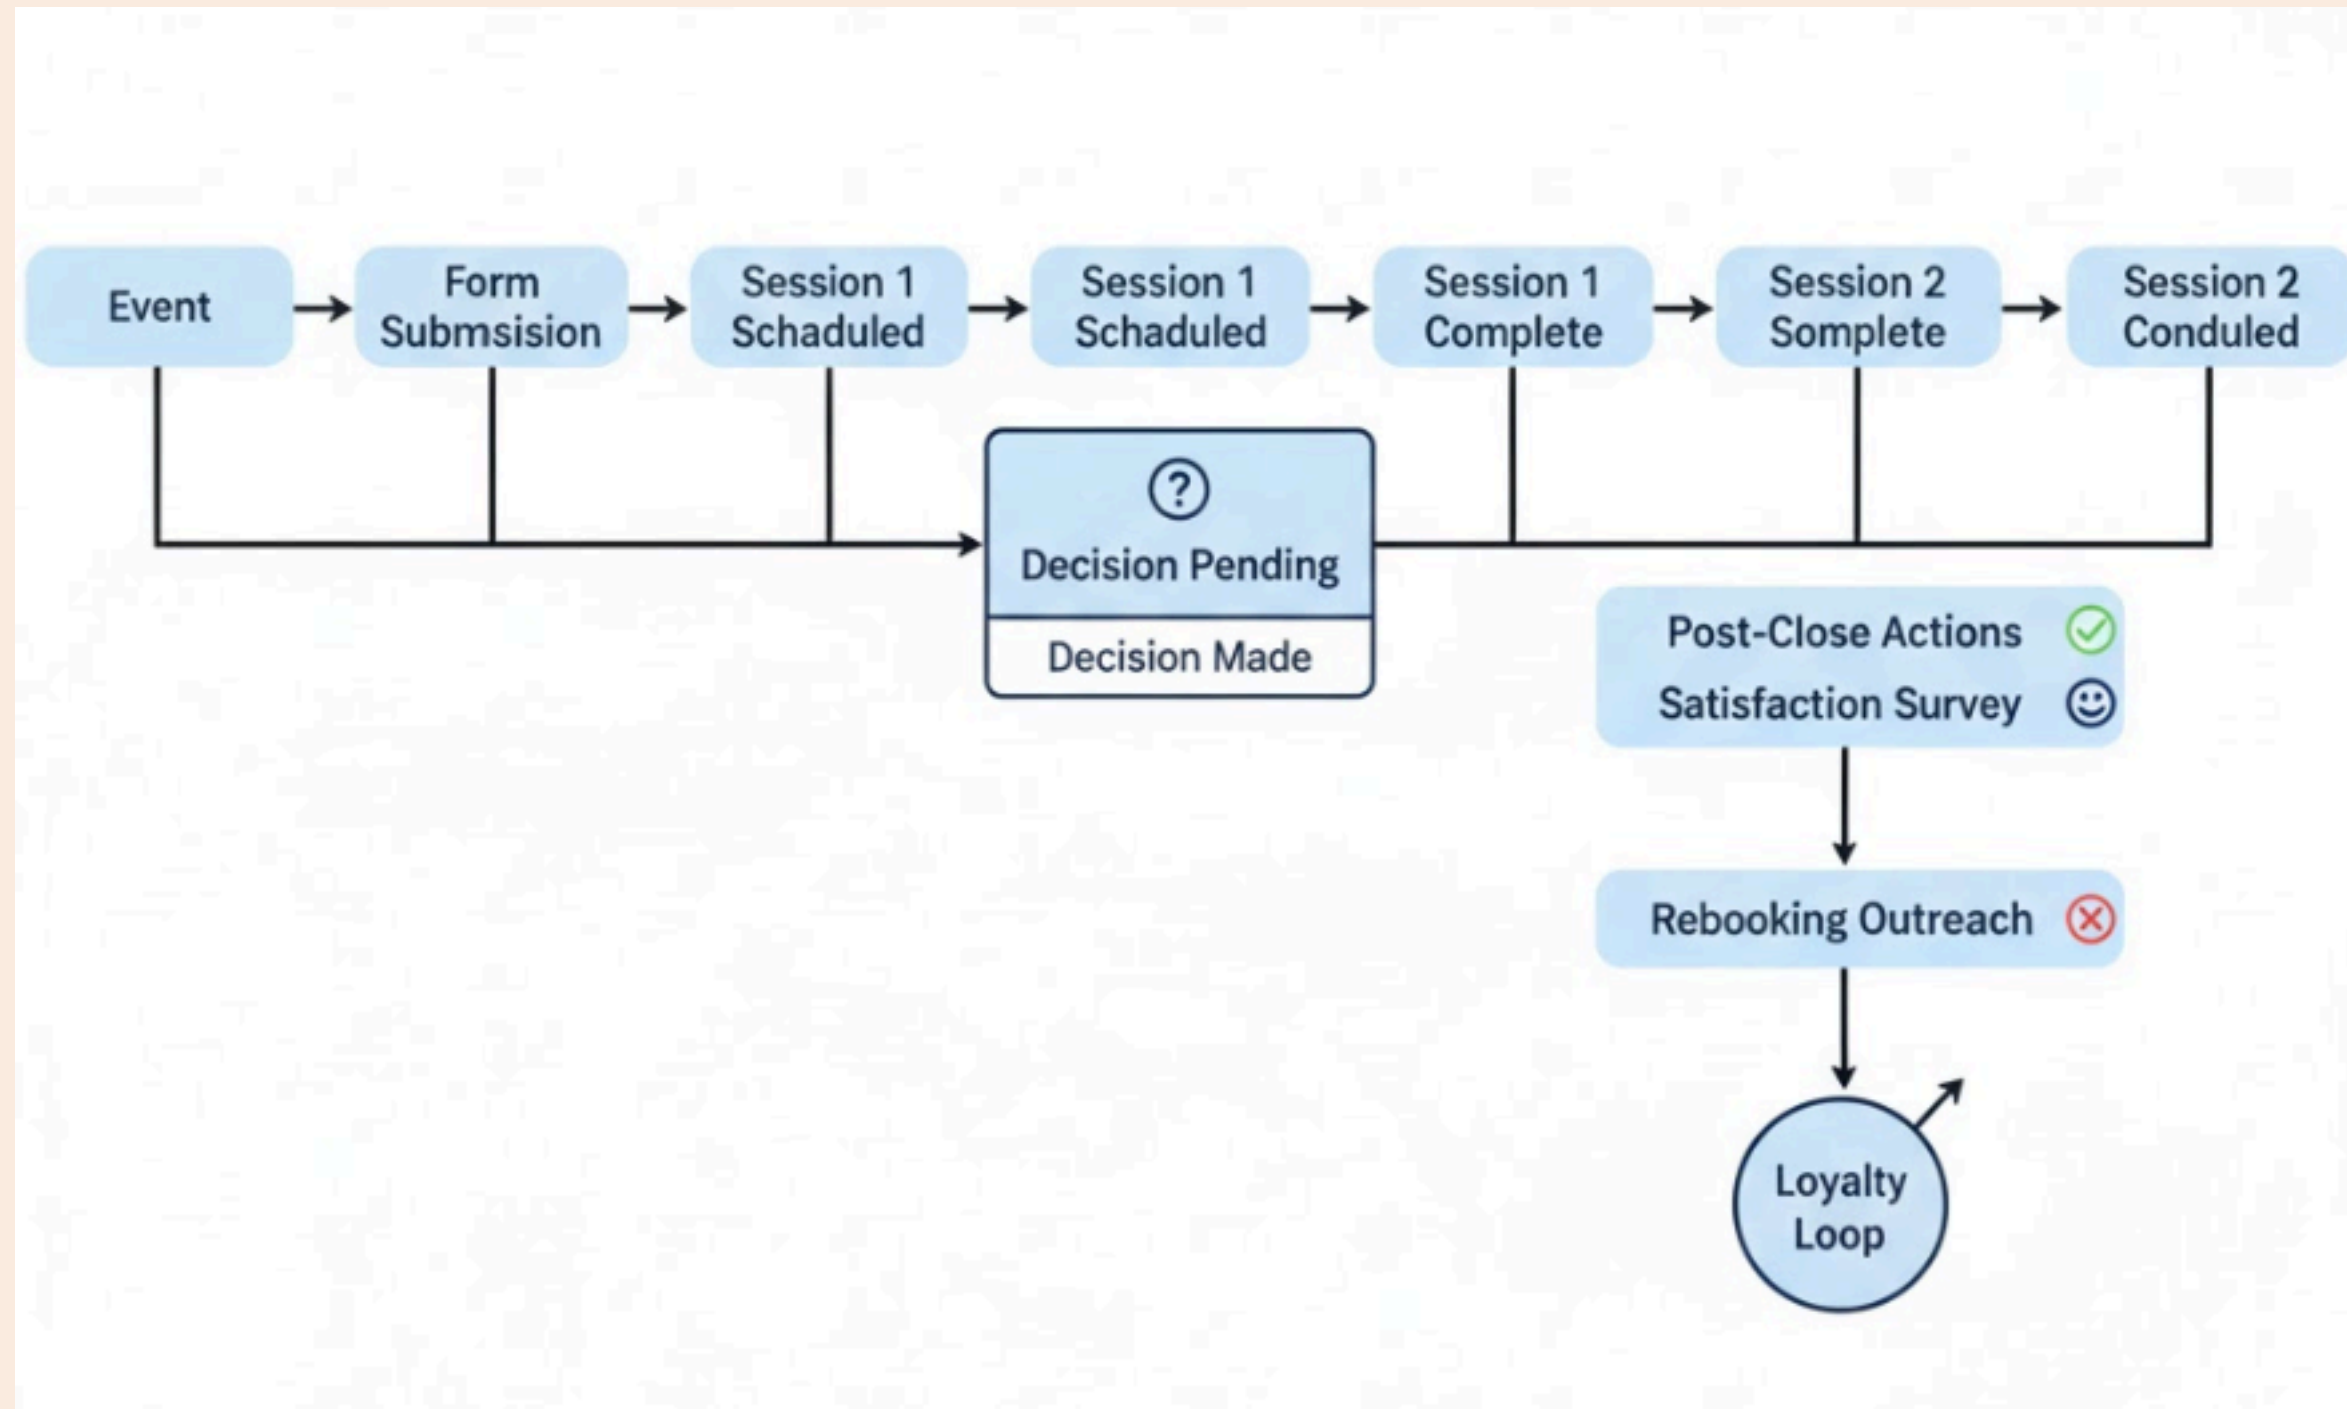 Event
Form
Submsision
Session 1
Schaduled
Session 1
Schaduled
Session 1
Complete
Session 2
Somplete
Session 2
Conduled
?
Decision Pending
Decision Made
Post-Close Actions
Satisfaction Survey
Rebooking Outreach
Loyalty
Loop